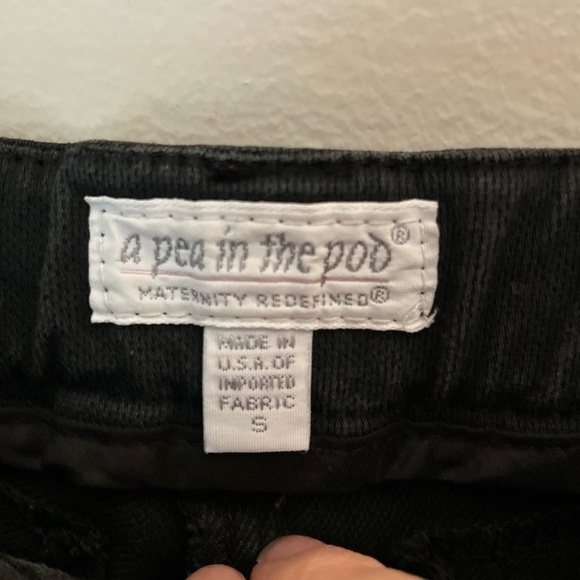 a pea in the pod®
MATERNITY REDEFINED®
MADE IN
U.S.A. OF
IMPORTED
FABRIC
S